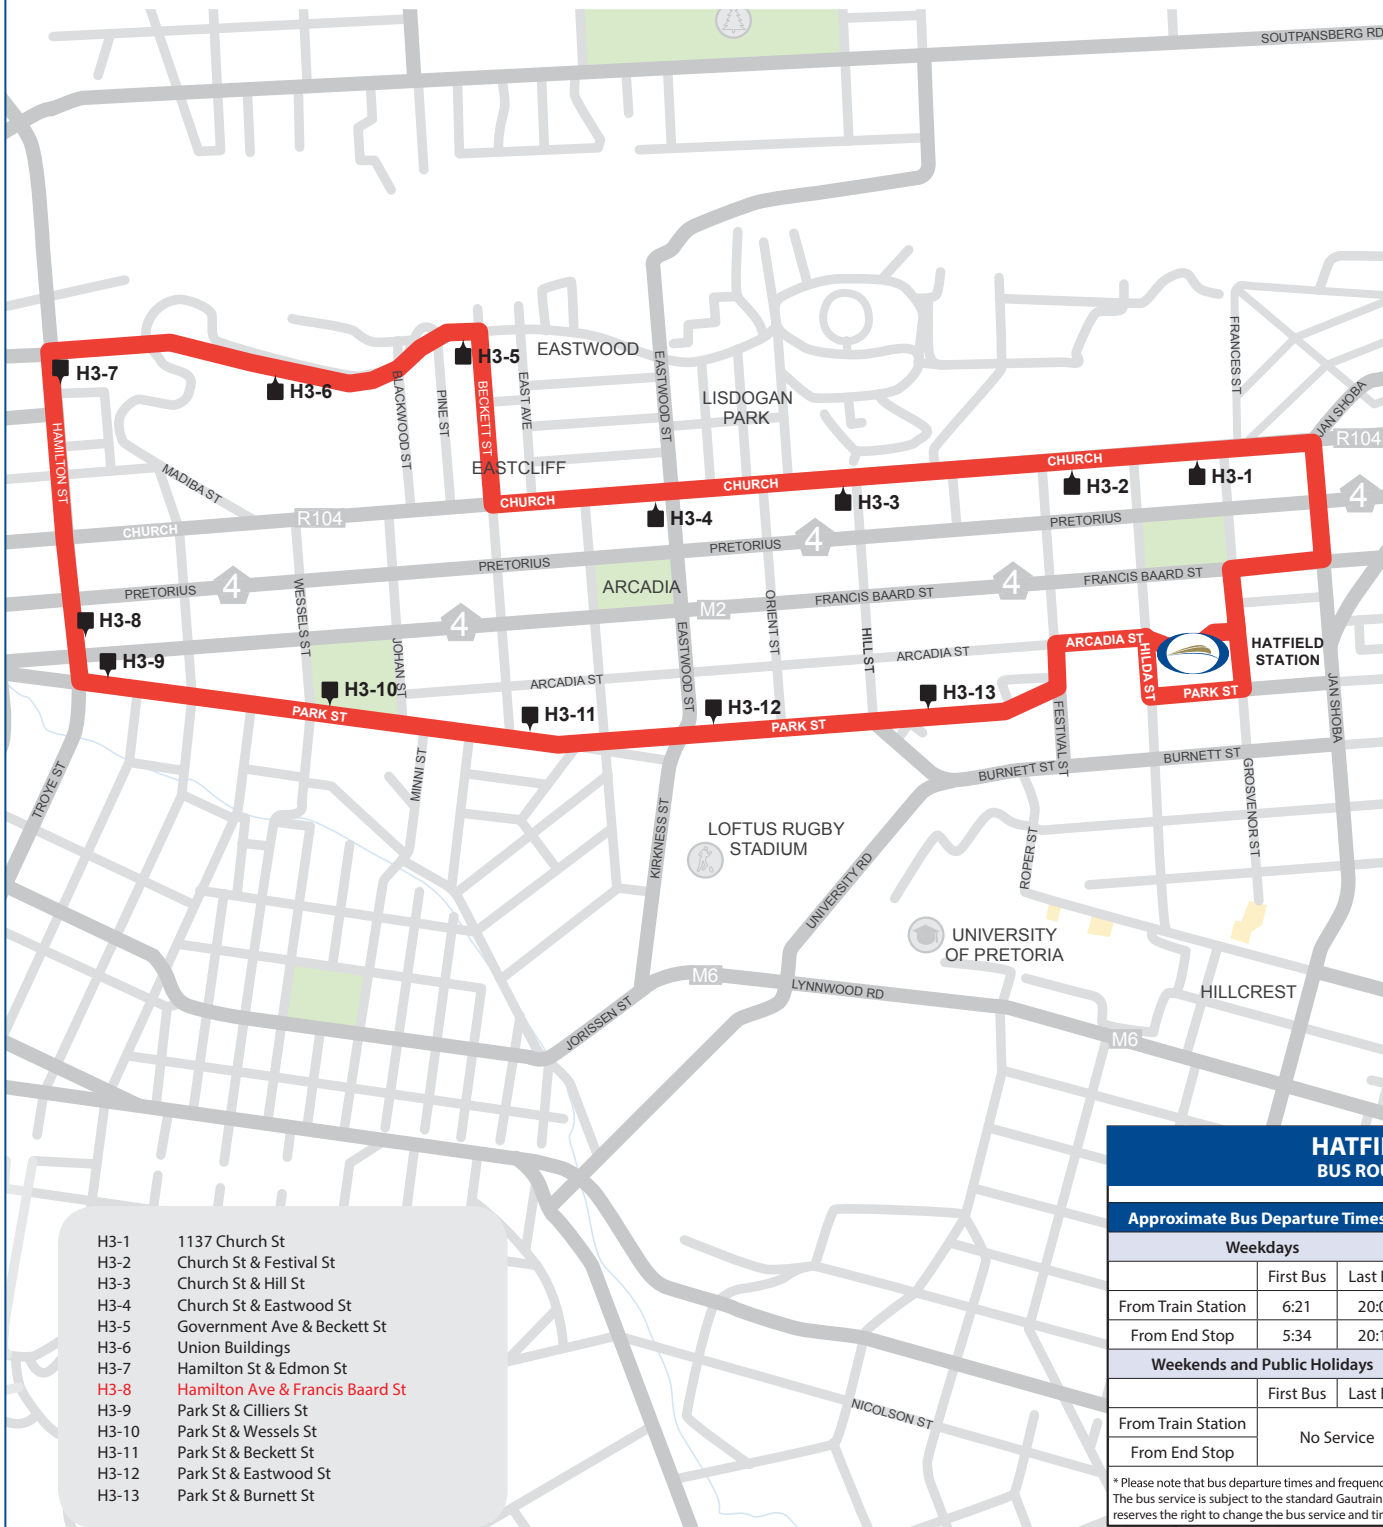 SOUTPANSBERG RD
FRANCES ST
JAN SHOBA
R104
EASTWOOD
EASTWOOD ST
LISDOGAN
PARK
H3-7
H3-6
H3-5
BLACKWOOD ST
PINE ST
BECKETT ST
EAST AVE
EASTCLIFF
HAMILTON ST
MADIBA ST
CHURCH
R104
CHURCH
CHURCH
CHURCH
H3-4
H3-3
H3-2
H3-1
4
PRETORIUS
4
PRETORIUS
PRETORIUS
4
PRETORIUS
ARCADIA
M2
FRANCIS BAARD ST
4
FRANCIS BAARD ST
4
WESSELS ST
JOHAN ST
EASTWOOD ST
ORIENT ST
HILL ST
H3-8
H3-9
H3-10
H3-11
H3-12
H3-13
ARCADIA ST
ARCADIA ST
ARCADIA ST
HILDA ST
HATFIELD
STATION
PARK ST
PARK ST
PARK ST
FESTIVAL ST
JAN SHOBA
TROYE ST
MINNI ST
BURNETT ST
BURNETT ST
GROSVENOR ST
KIRKNESS ST
LOFTUS RUGBY
STADIUM
UNIVERSITY RD
ROPER ST
UNIVERSITY
OF PRETORIA
M6
LYNNWOOD RD
HILLCREST
JORISSEN ST
M6
NICOLSON ST
H3-1 1137 Church St
H3-2 Church St & Festival St
H3-3 Church St & Hill St
H3-4 Church St & Eastwood St
H3-5 Government Ave & Beckett St
H3-6 Union Buildings
H3-7 Hamilton St & Edmon St
H3-8 Hamilton Ave & Francis Baard St
H3-9 Park St & Cilliers St
H3-10 Park St & Wessels St
H3-11 Park St & Beckett St
H3-12 Park St & Eastwood St
H3-13 Park St & Burnett St
HATFI
BUS ROU
Approximate Bus Departure Times
Weekdays
First Bus Last
From Train Station 6:21 20:0
From End Stop 5:34 20:1
Weekends and Public Holidays
First Bus Last
From Train Station
No Service
From End Stop
* Please note that bus departure times and frequenc
The bus service is subject to the standard Gautrain
reserves the right to change the bus service and ti